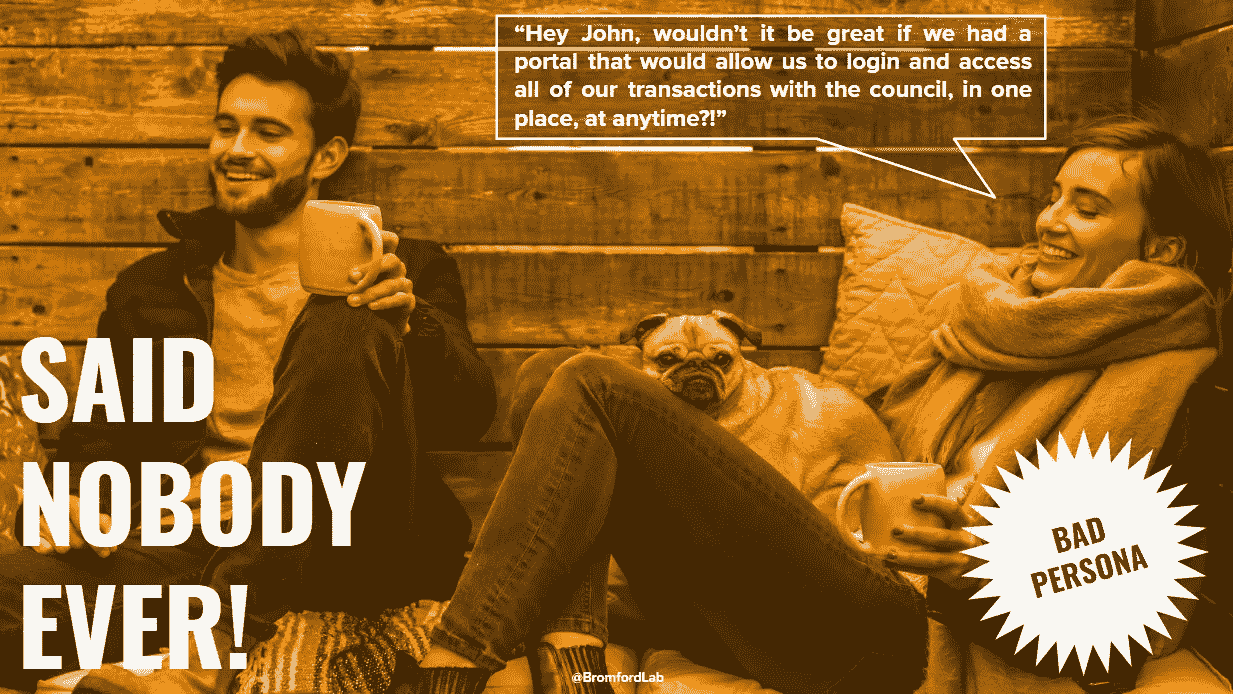 “Hey John, wouldn’t it be great if we had a
portal that would allow us to login and access
all of our transactions with the council, in one
place, at anytime?!”
SAID
NOBODY
EVER!
BAD
PERSONA
@BromfordLab